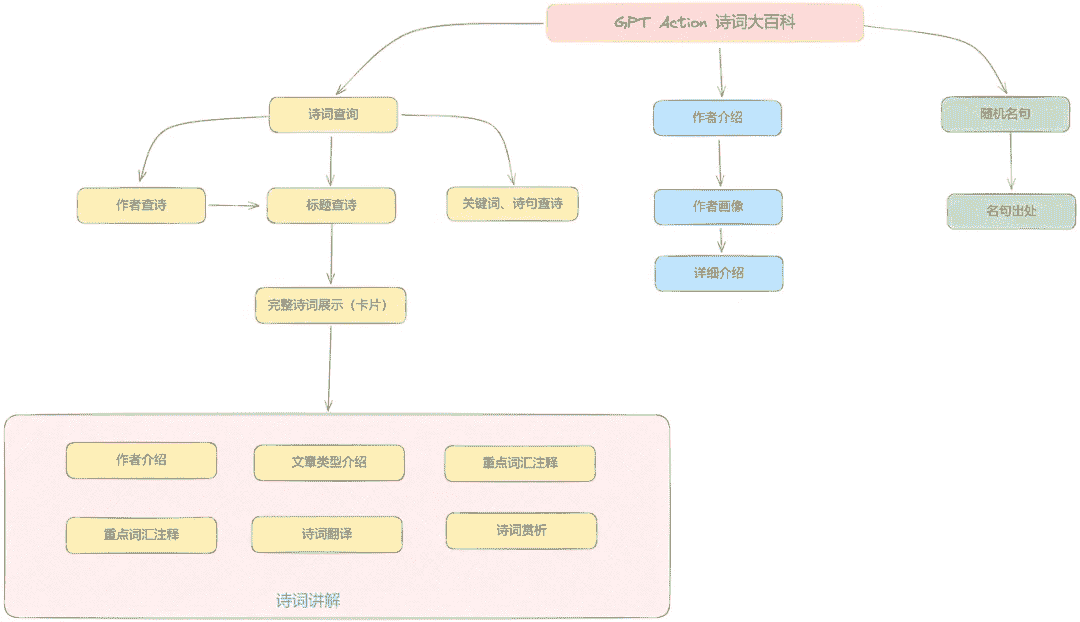 GPT Action 诗词大百科
诗词查询
作者介绍
随机名句
作者查诗
标题查诗
关键词、诗句查诗
作者画像
名句出处
详细介绍
完整诗词展示（卡片）
作者介绍
文章类型介绍
重点词汇注释
重点词汇注释
诗词翻译
诗词赏析
诗词讲解